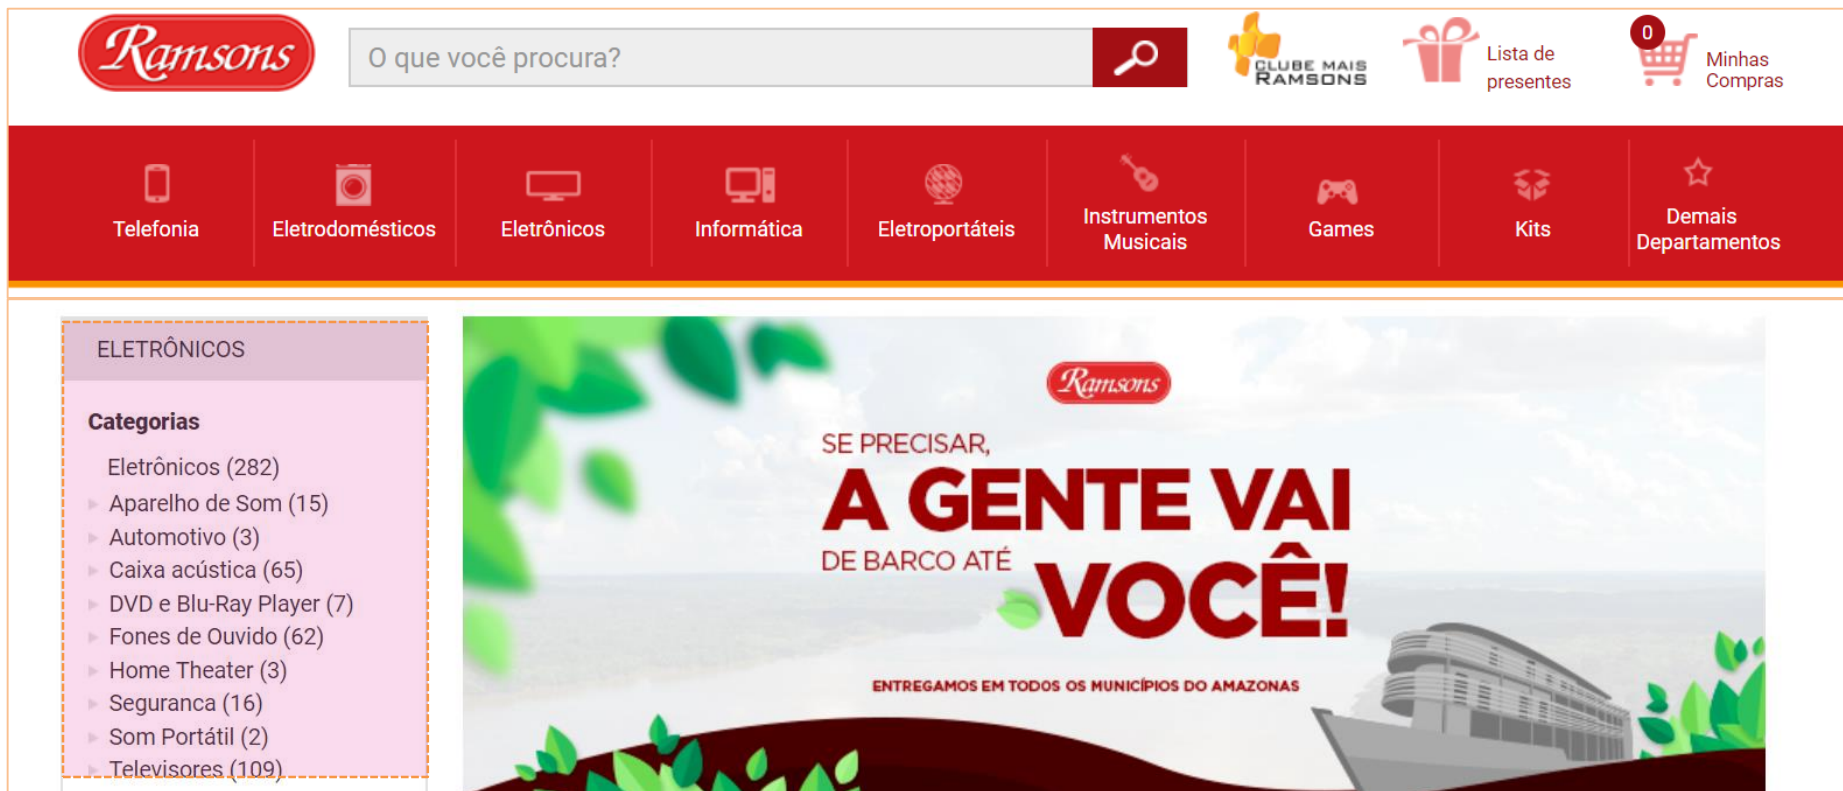 Ramsons
O que você procura?
CLUBE MAIS
RAMSONS
Lista de
presentes
0
Minhas
Compras
Telefonia
Eletrodomésticos
Eletrônicos
Informática
Eletroportáteis
Instrumentos
Musicais
Games
Kits
Demais
Departamentos
ELETRÔNICOS
Categorias
Eletrônicos (282)
Aparelho de Som (15)
Automotivo (3)
Caixa acústica (65)
DVD e Blu-Ray Player (7)
Fones de Ouvido (62)
Home Theater (3)
Seguranca (16)
Som Portátil (2)
Televisores (109)
Ramsons
SE PRECISAR,
A GENTE VAI
DE BARCO ATÉ
VOCÊ!
ENTREGAMOS EM TODOS OS MUNICÍPIOS DO AMAZONAS